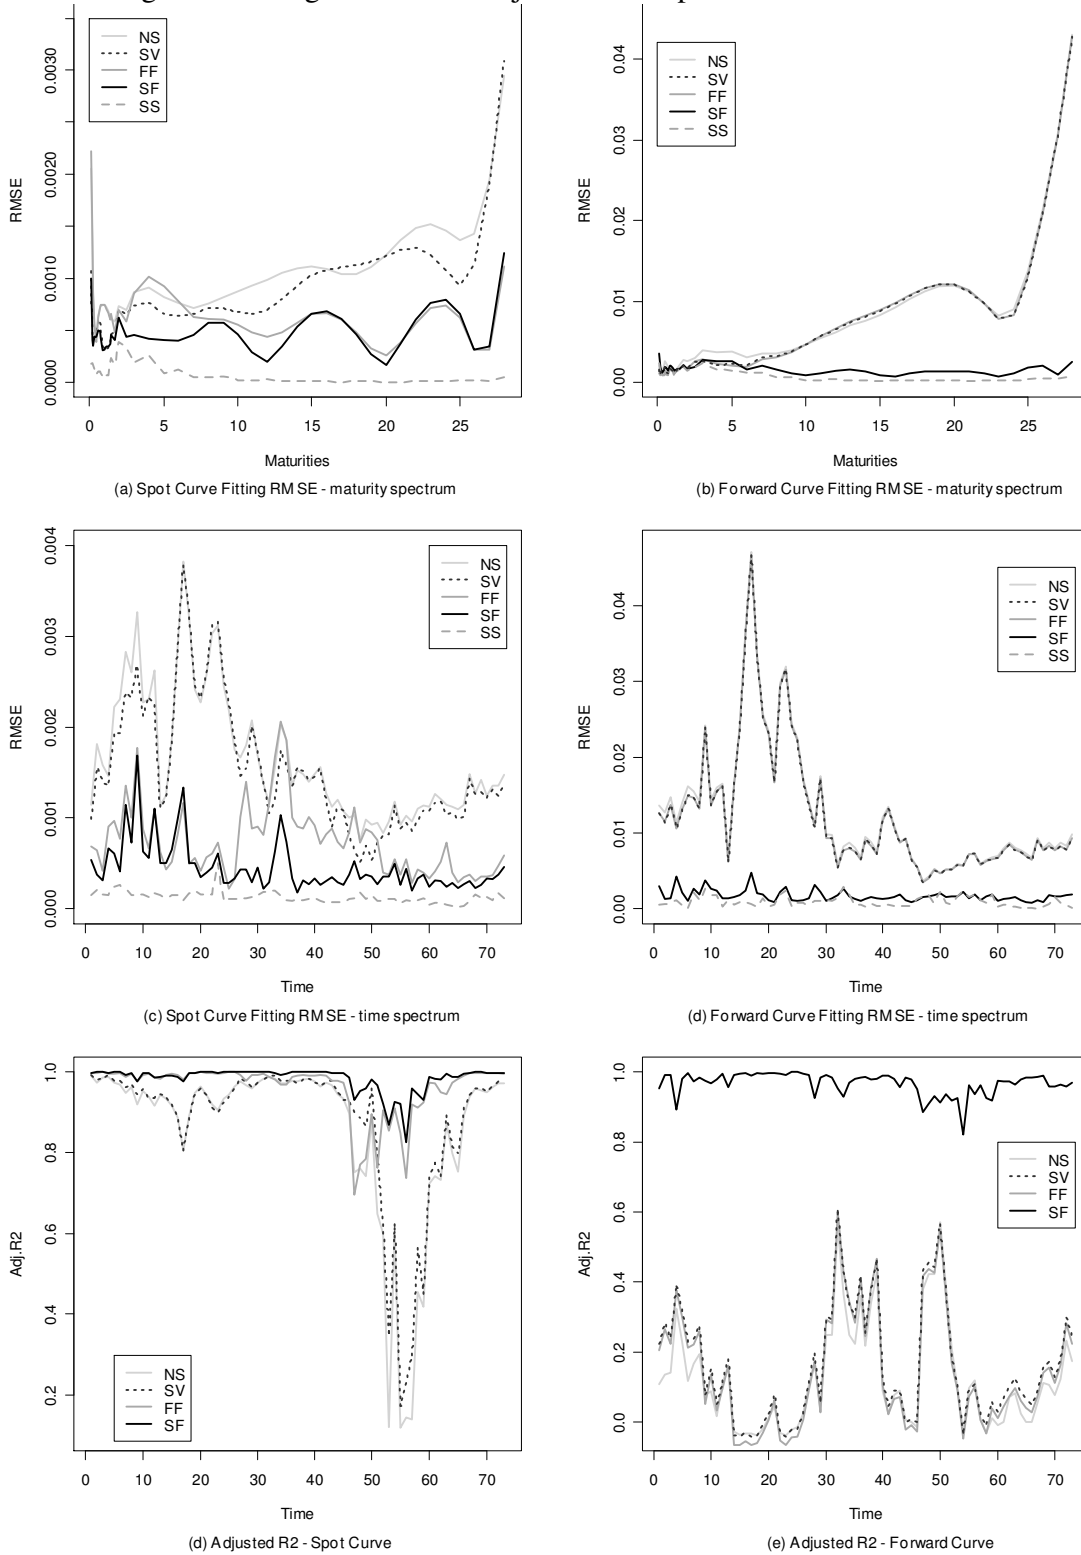 NS
SV
FF
SF
SS
0.0000 0.0010 0.0020 0.0030
RMSE
0 5 10 15 20 25
Maturities
(a) Spot Curve Fitting RMSE - maturity spectrum
NS
SV
FF
SF
SS
0.00 0.01 0.02 0.03 0.04
RMSE
0 5 10 15 20 25
Maturities
(b) Forward Curve Fitting RMSE - maturity spectrum
NS
SV
FF
SF
SS
0.000 0.001 0.002 0.003 0.004
RMSE
0 10 20 30 40 50 60 70
Time
(c) Spot Curve Fitting RMSE - time spectrum
NS
SV
FF
SF
SS
0.00 0.01 0.02 0.03 0.04
RMSE
0 10 20 30 40 50 60 70
Time
(d) Forward Curve Fitting RMSE - time spectrum
NS
SV
FF
SF
0.2 0.4 0.6 0.8 1.0
Adj.R2
0 10 20 30 40 50 60 70
Time
(d) Adjusted R2 - Spot Curve
NS
SV
FF
SF
0.0 0.2 0.4 0.6 0.8 1.0
Adj.R2
0 10 20 30 40 50 60 70
Time
(e) Adjusted R2 - Forward Curve